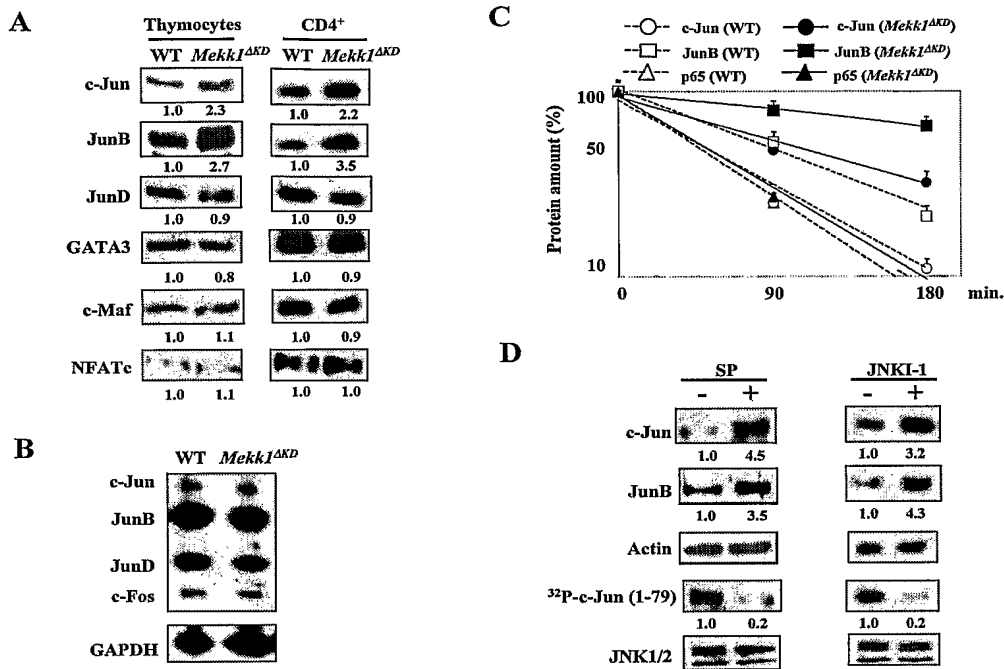 A
Thymocytes CD4+
WT Mekk1ΔKD WT Mekk1ΔKD
c-Jun
1.0 2.3 1.0 2.2
JunB
1.0 2.7 1.0 3.5
JunD
1.0 0.9 1.0 0.9
GATA3
1.0 0.8 1.0 0.9
c-Maf
1.0 1.1 1.0 0.9
NFATc
1.0 1.1 1.0 1.0
B
WT Mekk1ΔKD
c-Jun
JunB
JunD
c-Fos
GAPDH
C
c-Jun (WT) c-Jun (Mekk1ΔKD)
JunB (WT) JunB (Mekk1ΔKD)
p65 (WT) p65 (Mekk1ΔKD)
Protein amount (%)
100
50
10
0 90 180 min.
D
SP JNKI-1
- + - +
c-Jun
1.0 4.5 1.0 3.2
JunB
1.0 3.5 1.0 4.3
Actin
32P-c-Jun (1-79)
1.0 0.2 1.0 0.2
JNK1/2